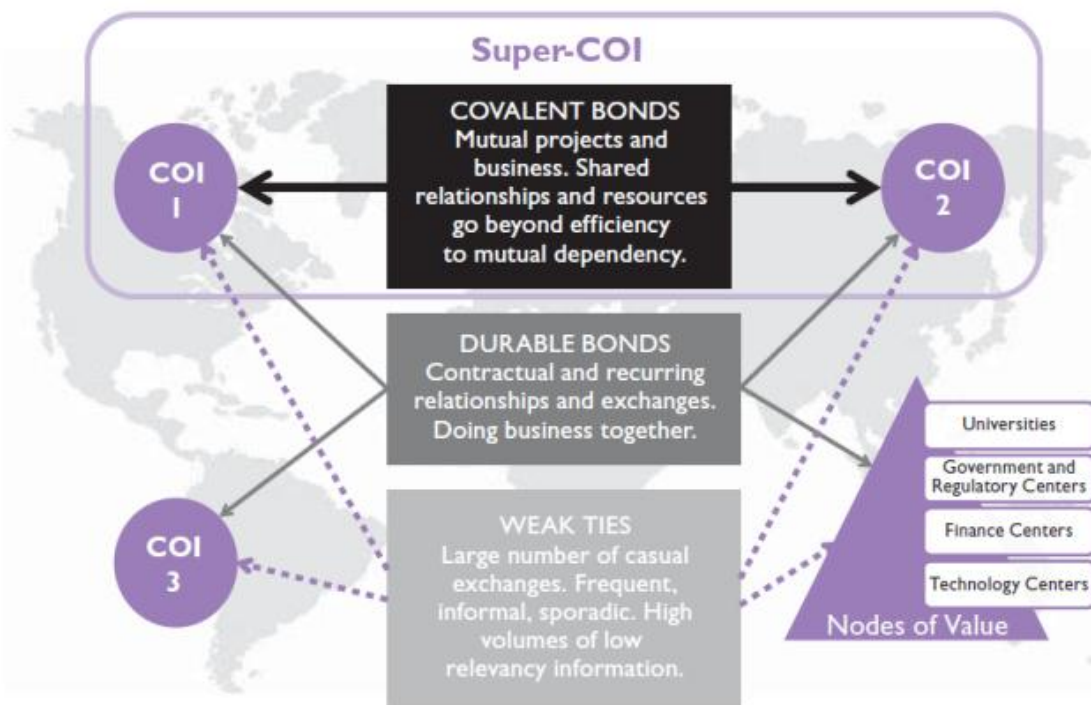 Super-COI
COVALENT BONDS
Mutual projects and
business. Shared
relationships and resources
go beyond efficiency
to mutual dependency.
COI
1
COI
2
DURABLE BONDS
Contractual and recurring
relationships and exchanges.
Doing business together.
Universities
Government and
Regulatory Centers
Finance Centers
Technology Centers
Nodes of Value
COI
3
WEAK TIES
Large number of casual
exchanges. Frequent,
informal, sporadic. High
volumes of low
relevancy information.